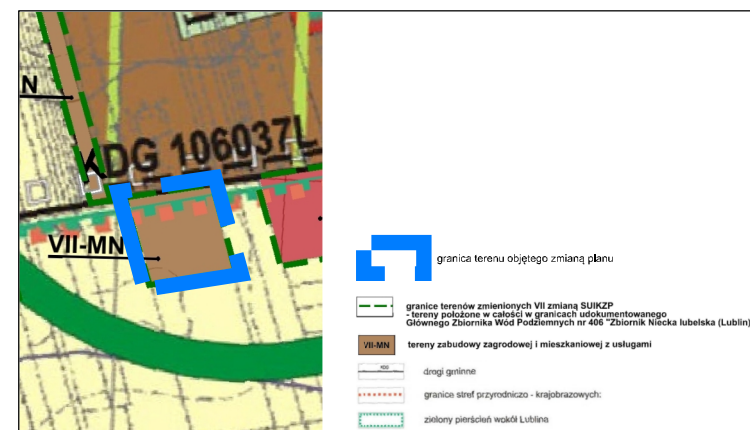 N
KDG 106037L
VII-MN
granica terenu objętego zmianą planu
granice terenów zmienionych VII zmianą SUIKZP
- tereny położone w całości w granicach udokumentowanego
Głównego Zbiornika Wód Podziemnych nr 406 "Zbiornik Niecka lubelska (Lublin)
VII-MN tereny zabudowy zagrodowej i mieszkaniowej z usługami
drogi gminne
granice stref przyrodniczo - krajobrazowych:
zielony pierścień wokół Lublina